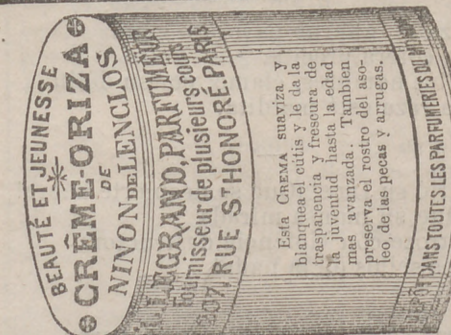 BEAUTÉ ET JEUNESSE
CRÊME-ORIZA
DE
NINON DE LENCLOS
LEGRAND, PARFUMEUR
Fournisseur de plusieurs cours
207, RUE ST HONORÉ. PARIS
Esta CREMA suaviza y
blanquea el cútis y le da la
trasparencia y frescura de
la juventud hasta la edad
mas avanzada. Tambien
preserva el rostro del aso-
leo, de las pecas y arrugas.
DEPOT DANS TOUTES LES PARFUMERIES DU